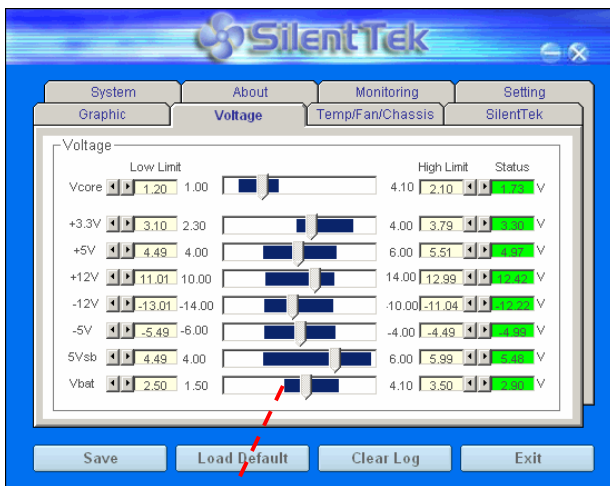 SilentTek
System About Monitoring Setting
Graphic Voltage Temp/Fan/Chassis SilentTek
Voltage
Low Limit High Limit Status
Vcore 1.20 1.00 4.10 2.10 1.73 V
+3.3V 3.10 2.30 4.00 3.79 3.30 V
+5V 4.49 4.00 6.00 5.51 4.97 V
+12V 11.01 10.00 14.00 12.99 12.42 V
-12V -13.01 -14.00 -10.00 -11.04 -12.22 V
-5V -5.49 -6.00 -4.00 -4.49 -4.99 V
5Vsb 4.49 4.00 6.00 5.99 5.48 V
Vbat 2.50 1.50 4.10 3.50 2.90 V
Save Load Default Clear Log Exit